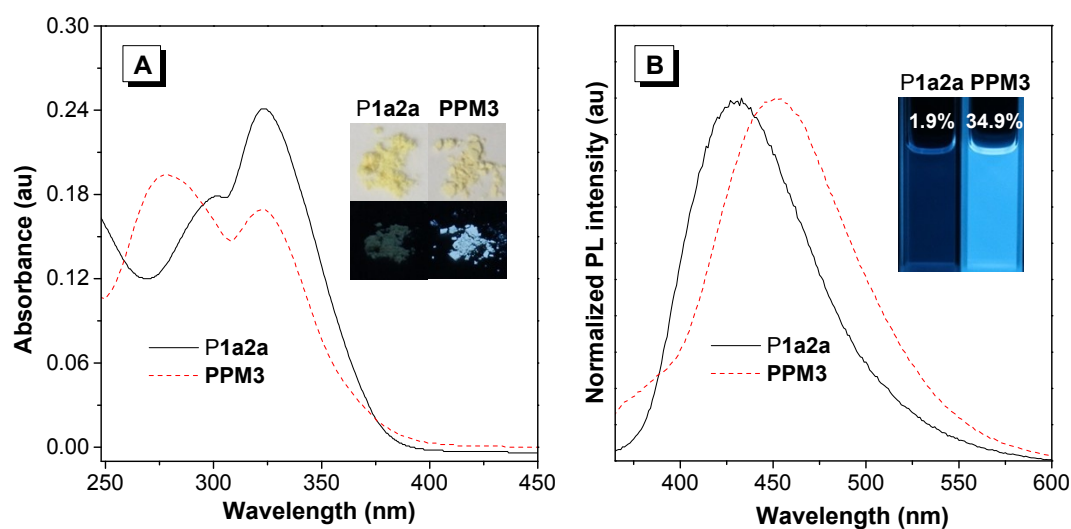 A
P1a2a PPM3
0.30
0.24
0.18
0.12
0.06
0.00
Absorbance (au)
P1a2a
PPM3
250 300 350 400 450
Wavelength (nm)
B
P1a2a PPM3
1.9% 34.9%
Normalized PL intensity (au)
P1a2a
PPM3
400 450 500 550 600
Wavelength (nm)